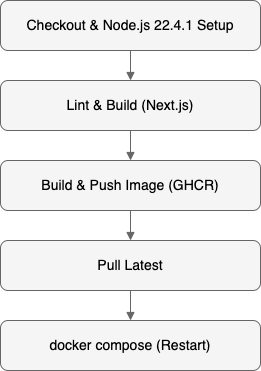 Checkout & Node.js 22.4.1 Setup
Lint & Build (Next.js)
Build & Push Image (GHCR)
Pull Latest
docker compose (Restart)